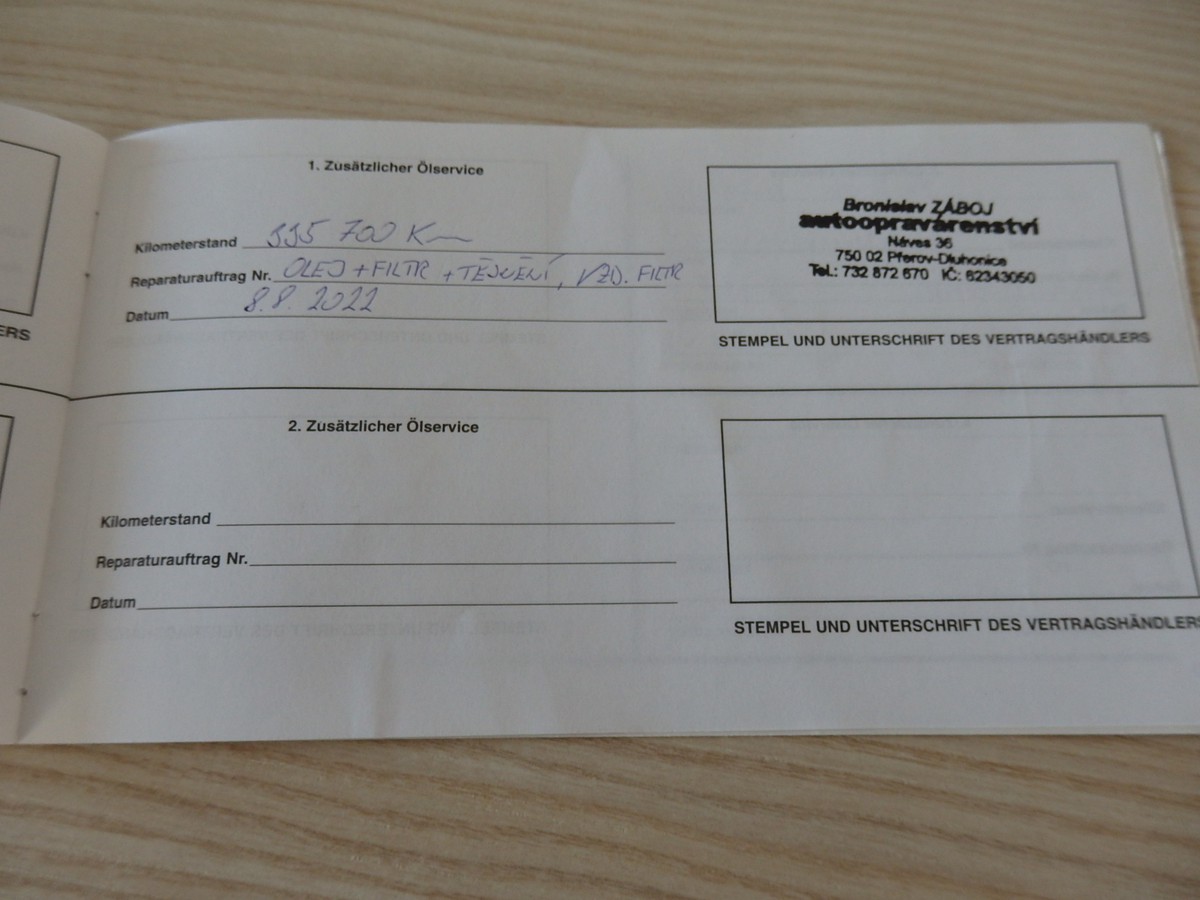 ERS
1. Zusätzlicher Ölservice
Kilometerstand 335 700 Km
Reparaturauftrag Nr. OLEJ + FILTR + TĚSNĚNÍ, VZD. FILTR
Datum 8.8. 2022
Bronislav ZÁBOJ
autoopravárenství
Náves 36
750 02 Přerov-Dluhonice
Tel.: 732 872 670 IČ: 62343050
STEMPEL UND UNTERSCHRIFT DES VERTRAGSHÄNDLERS
2. Zusätzlicher Ölservice
Kilometerstand
Reparaturauftrag Nr.
Datum
STEMPEL UND UNTERSCHRIFT DES VERTRAGSHÄNDLERS